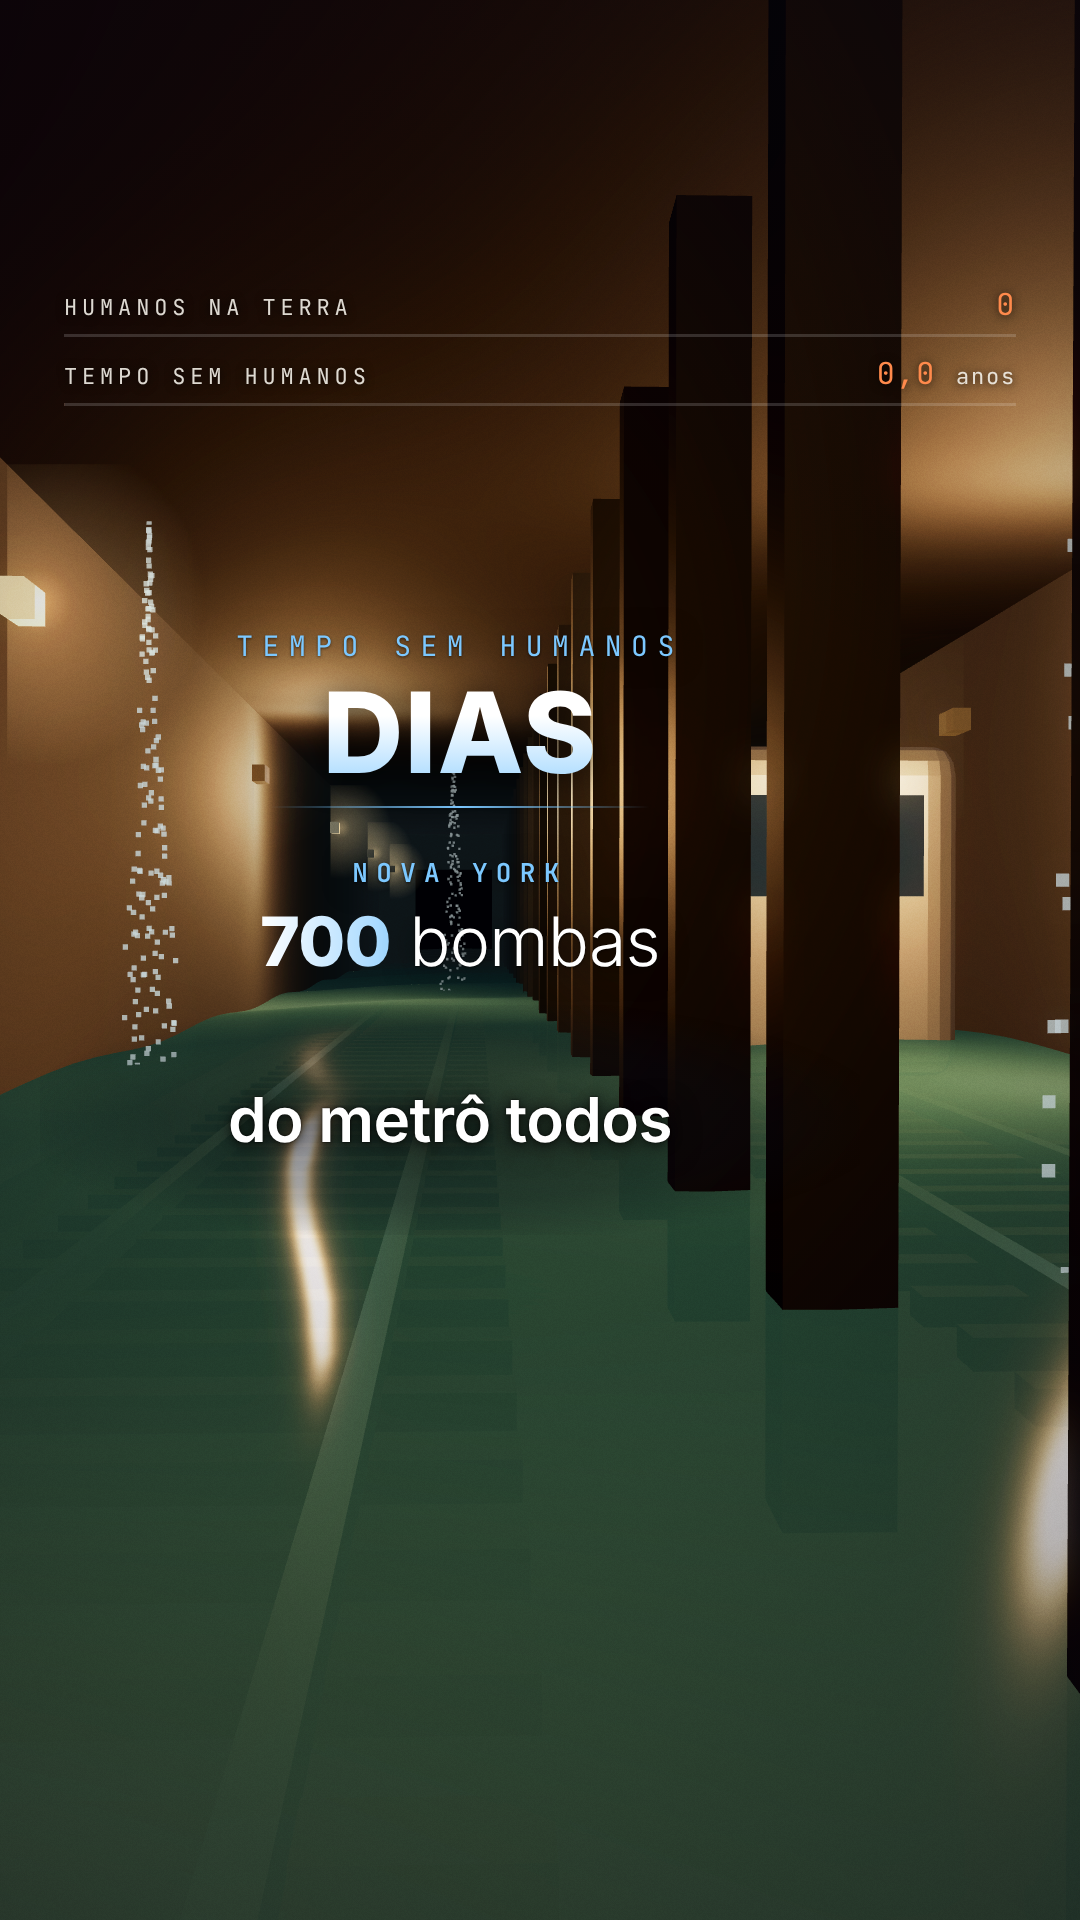 HUMANOS NA TERRA 0
TEMPO SEM HUMANOS 0,0 anos
TEMPO SEM HUMANOS
DIAS
NOVA YORK
700 bombas
do metrô todos